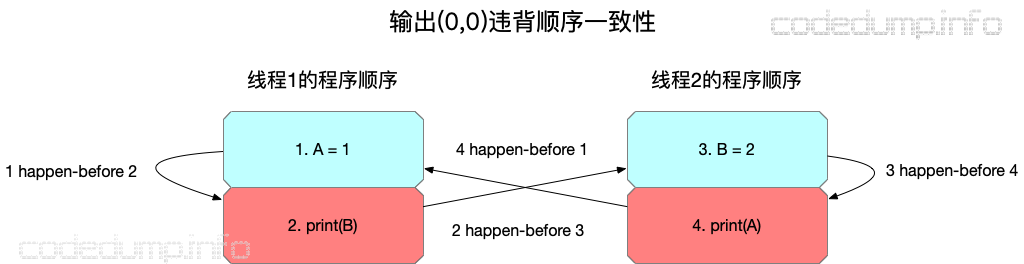 输出(0,0)违背顺序一致性
codedump.info
线程1的程序顺序
线程2的程序顺序
1. A = 1
3. B = 2
4 happen-before 1
1 happen-before 2
3 happen-before 4
2. print(B)
4. print(A)
2 happen-before 3
codedump.info